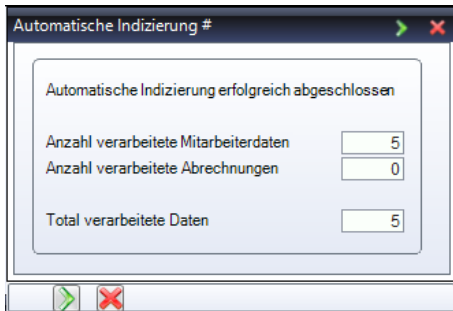 Automatische Indizierung #
Automatische Indizierung erfolgreich abgeschlossen
Anzahl verarbeitete Mitarbeiterdaten 5
Anzahl verarbeitete Abrechnungen 0
Total verarbeitete Daten 5